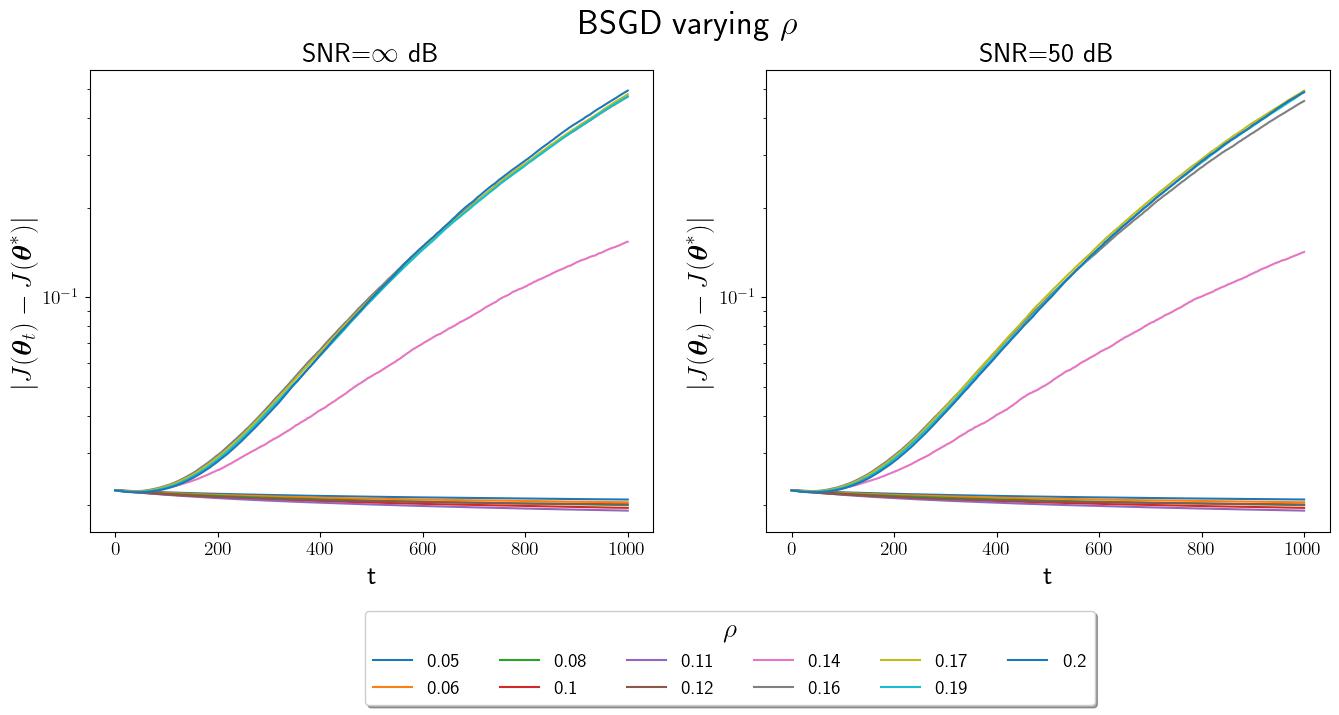 BSGD varying ρ
SNR=∞ dB
SNR=50 dB
|J(θ_t) − J(θ*)|
10⁻¹
0 200 400 600 800 1000
t
|J(θ_t) − J(θ*)|
10⁻¹
0 200 400 600 800 1000
t
ρ
0.05 0.08 0.11 0.14 0.17 0.2
0.06 0.1 0.12 0.16 0.19